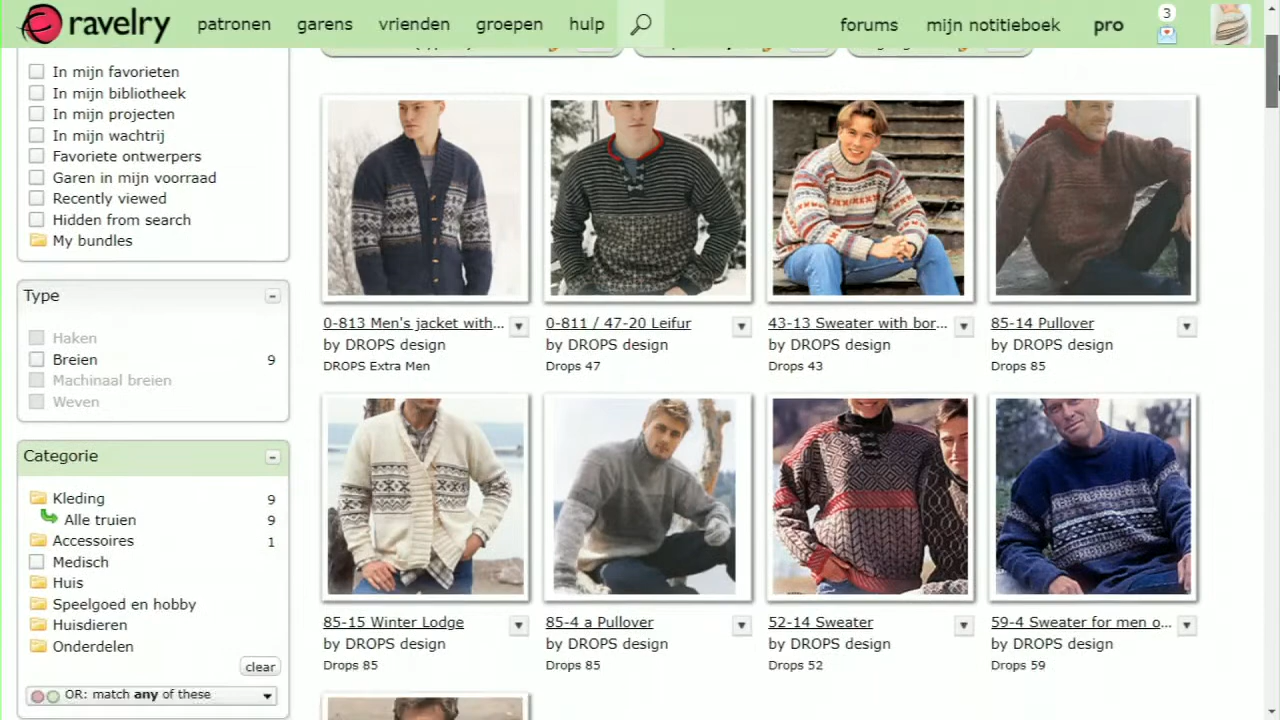 ravelry patronen garens vrienden groepen hulp forums mijn notitieboek pro 3
In mijn favorieten
In mijn bibliotheek
In mijn projecten
In mijn wachtrij
Favoriete ontwerpers
Garen in mijn voorraad
Recently viewed
Hidden from search
My bundles
Type
Haken
Breien 9
Machinaal breien
Weven
Categorie
Kleding 9
Alle truien 9
Accessoires 1
Medisch
Huis
Speelgoed en hobby
Huisdieren
Onderdelen
clear
OR: match any of these
0-813 Men's jacket with...
by DROPS design
DROPS Extra Men
0-811 / 47-20 Leifur
by DROPS design
Drops 47
43-13 Sweater with bor...
by DROPS design
Drops 43
85-14 Pullover
by DROPS design
Drops 85
85-15 Winter Lodge
by DROPS design
Drops 85
85-4 a Pullover
by DROPS design
Drops 85
52-14 Sweater
by DROPS design
Drops 52
59-4 Sweater for men o...
by DROPS design
Drops 59